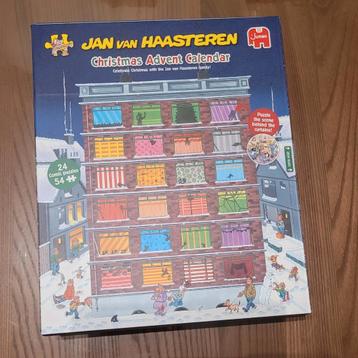 JAN VAN HAASTEREN
Jumbo
Christmas Advent Calendar
Celebrate Christmas with the Jan van Haasteren family!
Puzzle
the scene
behind the
curtains!
24
Comic puzzles
54